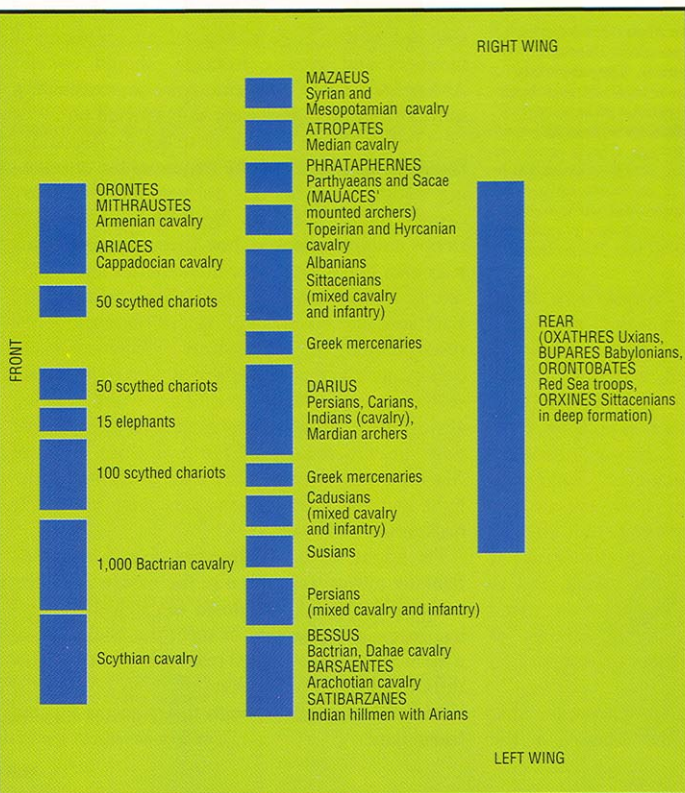 RIGHT WING
FRONT
ORONTES
MITHRAUSTES
Armenian cavalry
ARIACES
Cappadocian cavalry
50 scythed chariots
50 scythed chariots
15 elephants
100 scythed chariots
1,000 Bactrian cavalry
Scythian cavalry
MAZAEUS
Syrian and
Mesopotamian cavalry
ATROPATES
Median cavalry
PHRATAPHERNES
Parthyaeans and Sacae
(MAUACES'
mounted archers)
Topeirian and Hyrcanian
cavalry
Albanians
Sittacenians
(mixed cavalry
and infantry)
Greek mercenaries
DARIUS
Persians, Carians,
Indians (cavalry),
Mardian archers
Greek mercenaries
Cadusians
(mixed cavalry
and infantry)
Susians
Persians
(mixed cavalry and infantry)
BESSUS
Bactrian, Dahae cavalry
BARSAENTES
Arachotian cavalry
SATIBARZANES
Indian hillmen with Arians
REAR
(OXATHRES Uxians,
BUPARES Babylonians,
ORONTOBATES
Red Sea troops,
ORXINES Sittacenians
in deep formation)
LEFT WING